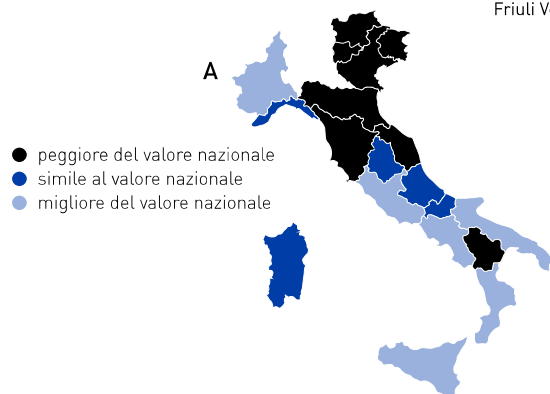 Friuli V
A
peggiore del valore nazionale
simile al valore nazionale
migliore del valore nazionale